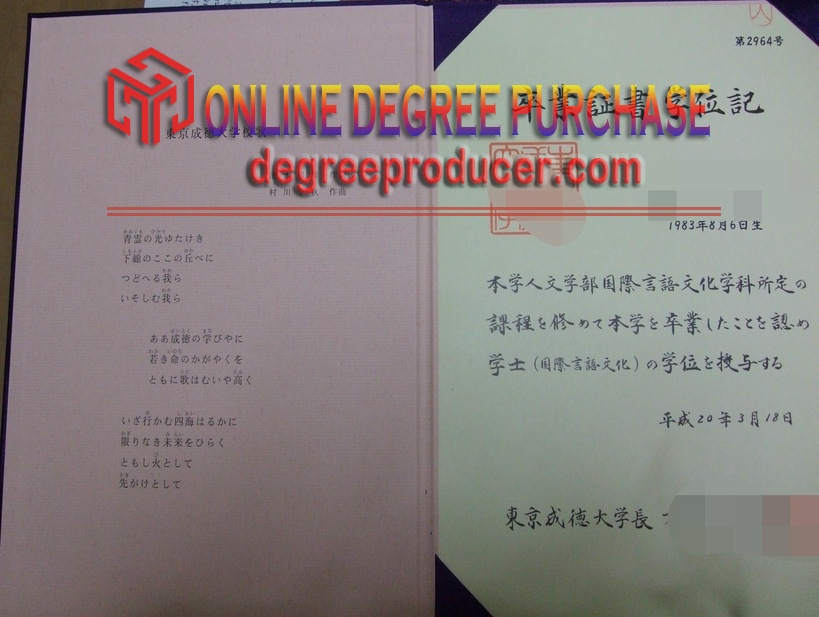 ONLINE DEGREE PURCHASE
degreeproducer.com
東京成徳大学校歌
村川 作曲
青雲の光ゆたけき
下総のここの丘べに
つどへる我ら
いそしむ我ら
ああ成徳の学びやに
若き命のかがやくを
ともに歌はむいや高く
いざ行かむ四海はるかに
限りなき未来をひらく
ともし火として
先がけとして
第2964号
卒業証書学位記
1983年8月6日生
本学人文学部国際言語文化学科所定の
課程を修めて本学を卒業したことを認め
学士(国際言語文化)の学位を授与する
平成20年3月18日
東京成徳大学長